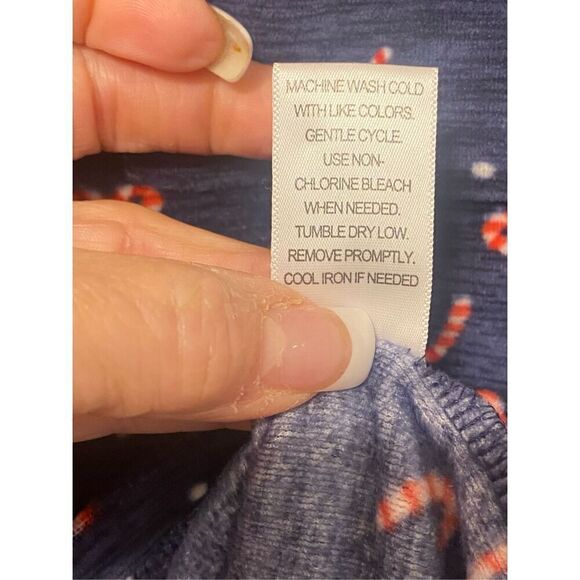 MACHINE WASH COLD
WITH LIKE COLORS.
GENTLE CYCLE.
USE NON-
CHLORINE BLEACH
WHEN NEEDED.
TUMBLE DRY LOW.
REMOVE PROMPTLY.
COOL IRON IF NEEDED